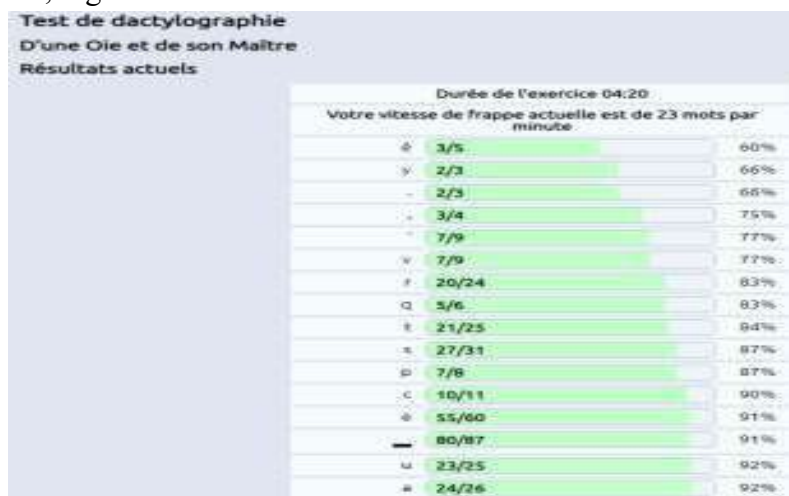 Test de dactylographie
D'une Oie et de son Maître
Résultats actuels
Durée de l'exercice 04:20
Votre vitesse de frappe actuelle est de 23 mots par
minute
3/5 60%
y 2/3 66%
2/3 66%
3/4 75%
7/9 77%
v 7/9 77%
r 20/24 83%
q 5/6 83%
t 21/25 84%
s 27/31 87%
p 7/8 87%
c 10/11 90%
e 55/60 91%
_ 80/87 91%
u 23/25 92%
a 24/26 92%